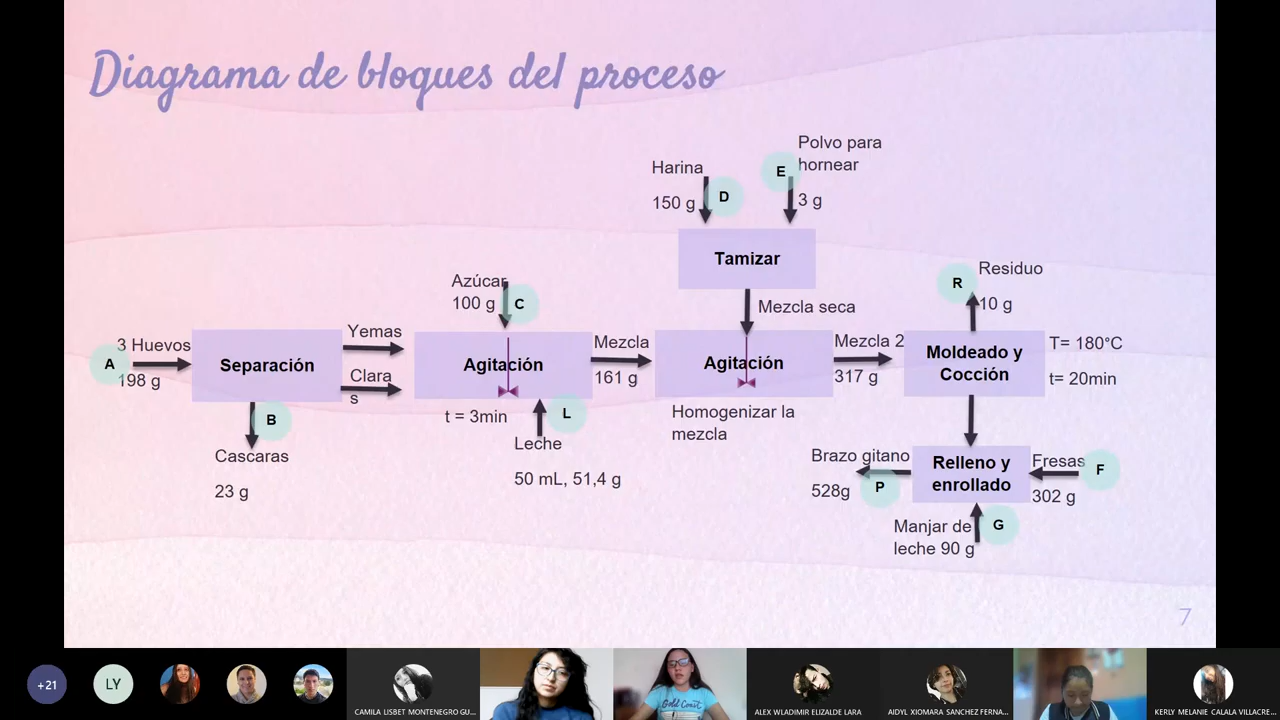 Diagrama de bloques del proceso
Polvo para
hornear
E
3 g
Harina
150 g
D
Tamizar
Mezcla seca
Azúcar
100 g
C
R
Residuo
10 g
A
3 Huevos
198 g
Separación
Yemas
Clara
s
Agitación
Mezcla
161 g
Agitación
Mezcla 2
317 g
Moldeado y
Cocción
T= 180°C
t= 20min
B
Cascaras
23 g
t = 3min
L
Leche
50 mL, 51,4 g
Homogenizar la
mezcla
Brazo gitano
528g
P
Relleno y
enrollado
Fresas
302 g
F
Manjar de
leche 90 g
G
7
+21
LY
CAMILA LISBET MONTENEGRO GU...
Gold Coast
ALEX WLADIMIR ELIZALDE LARA
AIDYL XIOMARA SANCHEZ FERNA...
KERLY MELANIE CALALA VILLACRE...